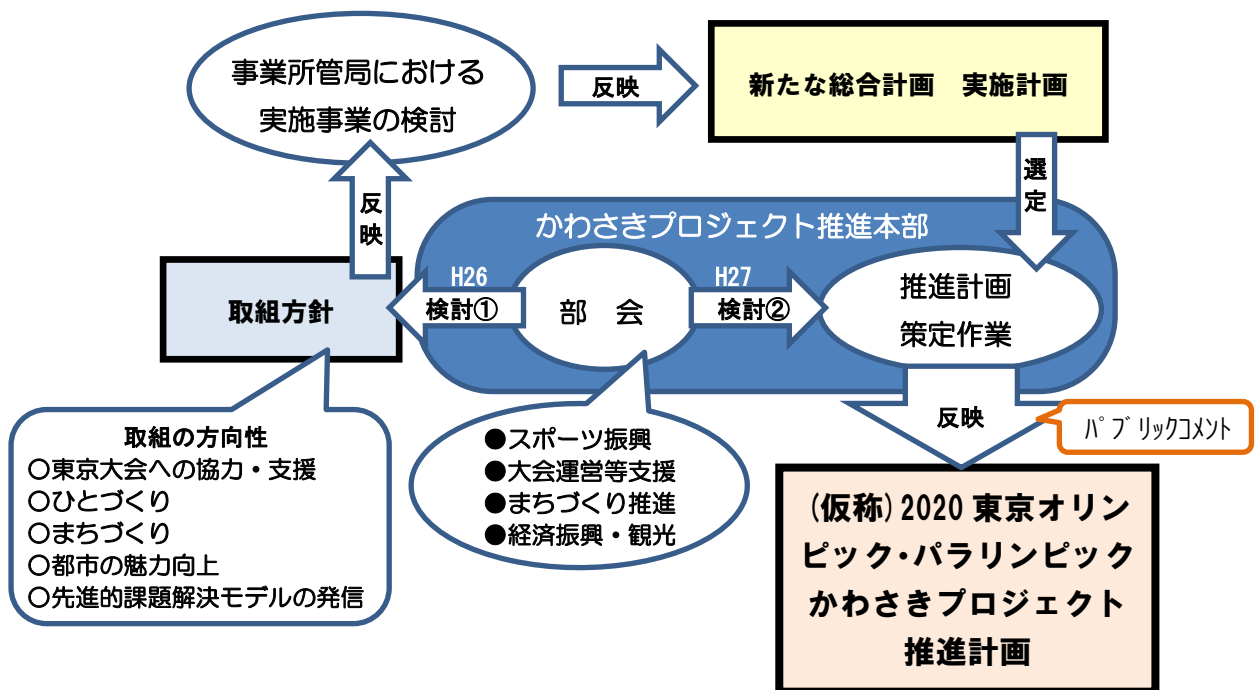 事業所管局における
実施事業の検討
反映
新たな総合計画　実施計画
選定
反映
かわさきプロジェクト推進本部
取組方針
H26
検討①
部　会
H27
検討②
推進計画
策定作業
反映
パブリックコメント
取組の方向性
○東京大会への協力・支援
○ひとづくり
○まちづくり
○都市の魅力向上
○先進的課題解決モデルの発信
●スポーツ振興
●大会運営等支援
●まちづくり推進
●経済振興・観光
(仮称)2020東京オリン
ピック・パラリンピック
かわさきプロジェクト
推進計画